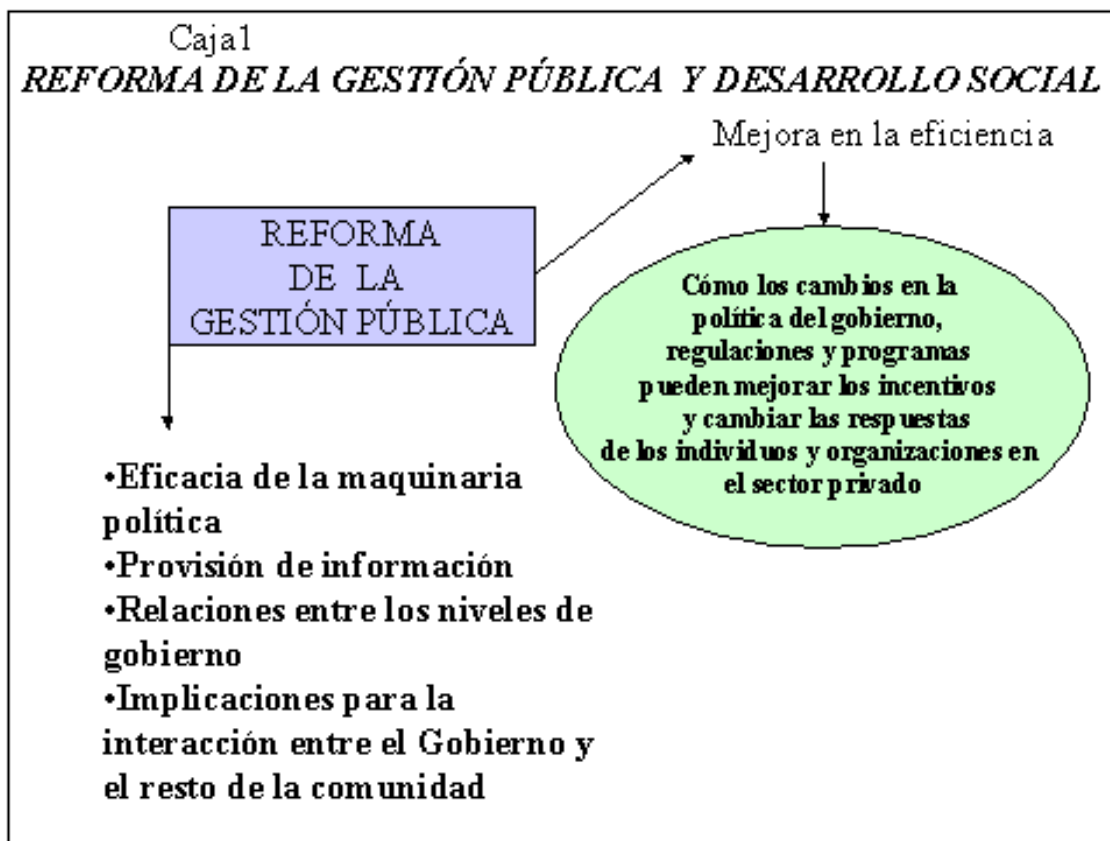 Caja1
REFORMA DE LA GESTIÓN PÚBLICA Y DESARROLLO SOCIAL
Mejora en la eficiencia
REFORMA
DE LA
GESTIÓN PÚBLICA
Cómo los cambios en la
política del gobierno,
regulaciones y programas
pueden mejorar los incentivos
y cambiar las respuestas
de los individuos y organizaciones en
el sector privado
•Eficacia de la maquinaria
política
•Provisión de información
•Relaciones entre los niveles de
gobierno
•Implicaciones para la
interacción entre el Gobierno y
el resto de la comunidad